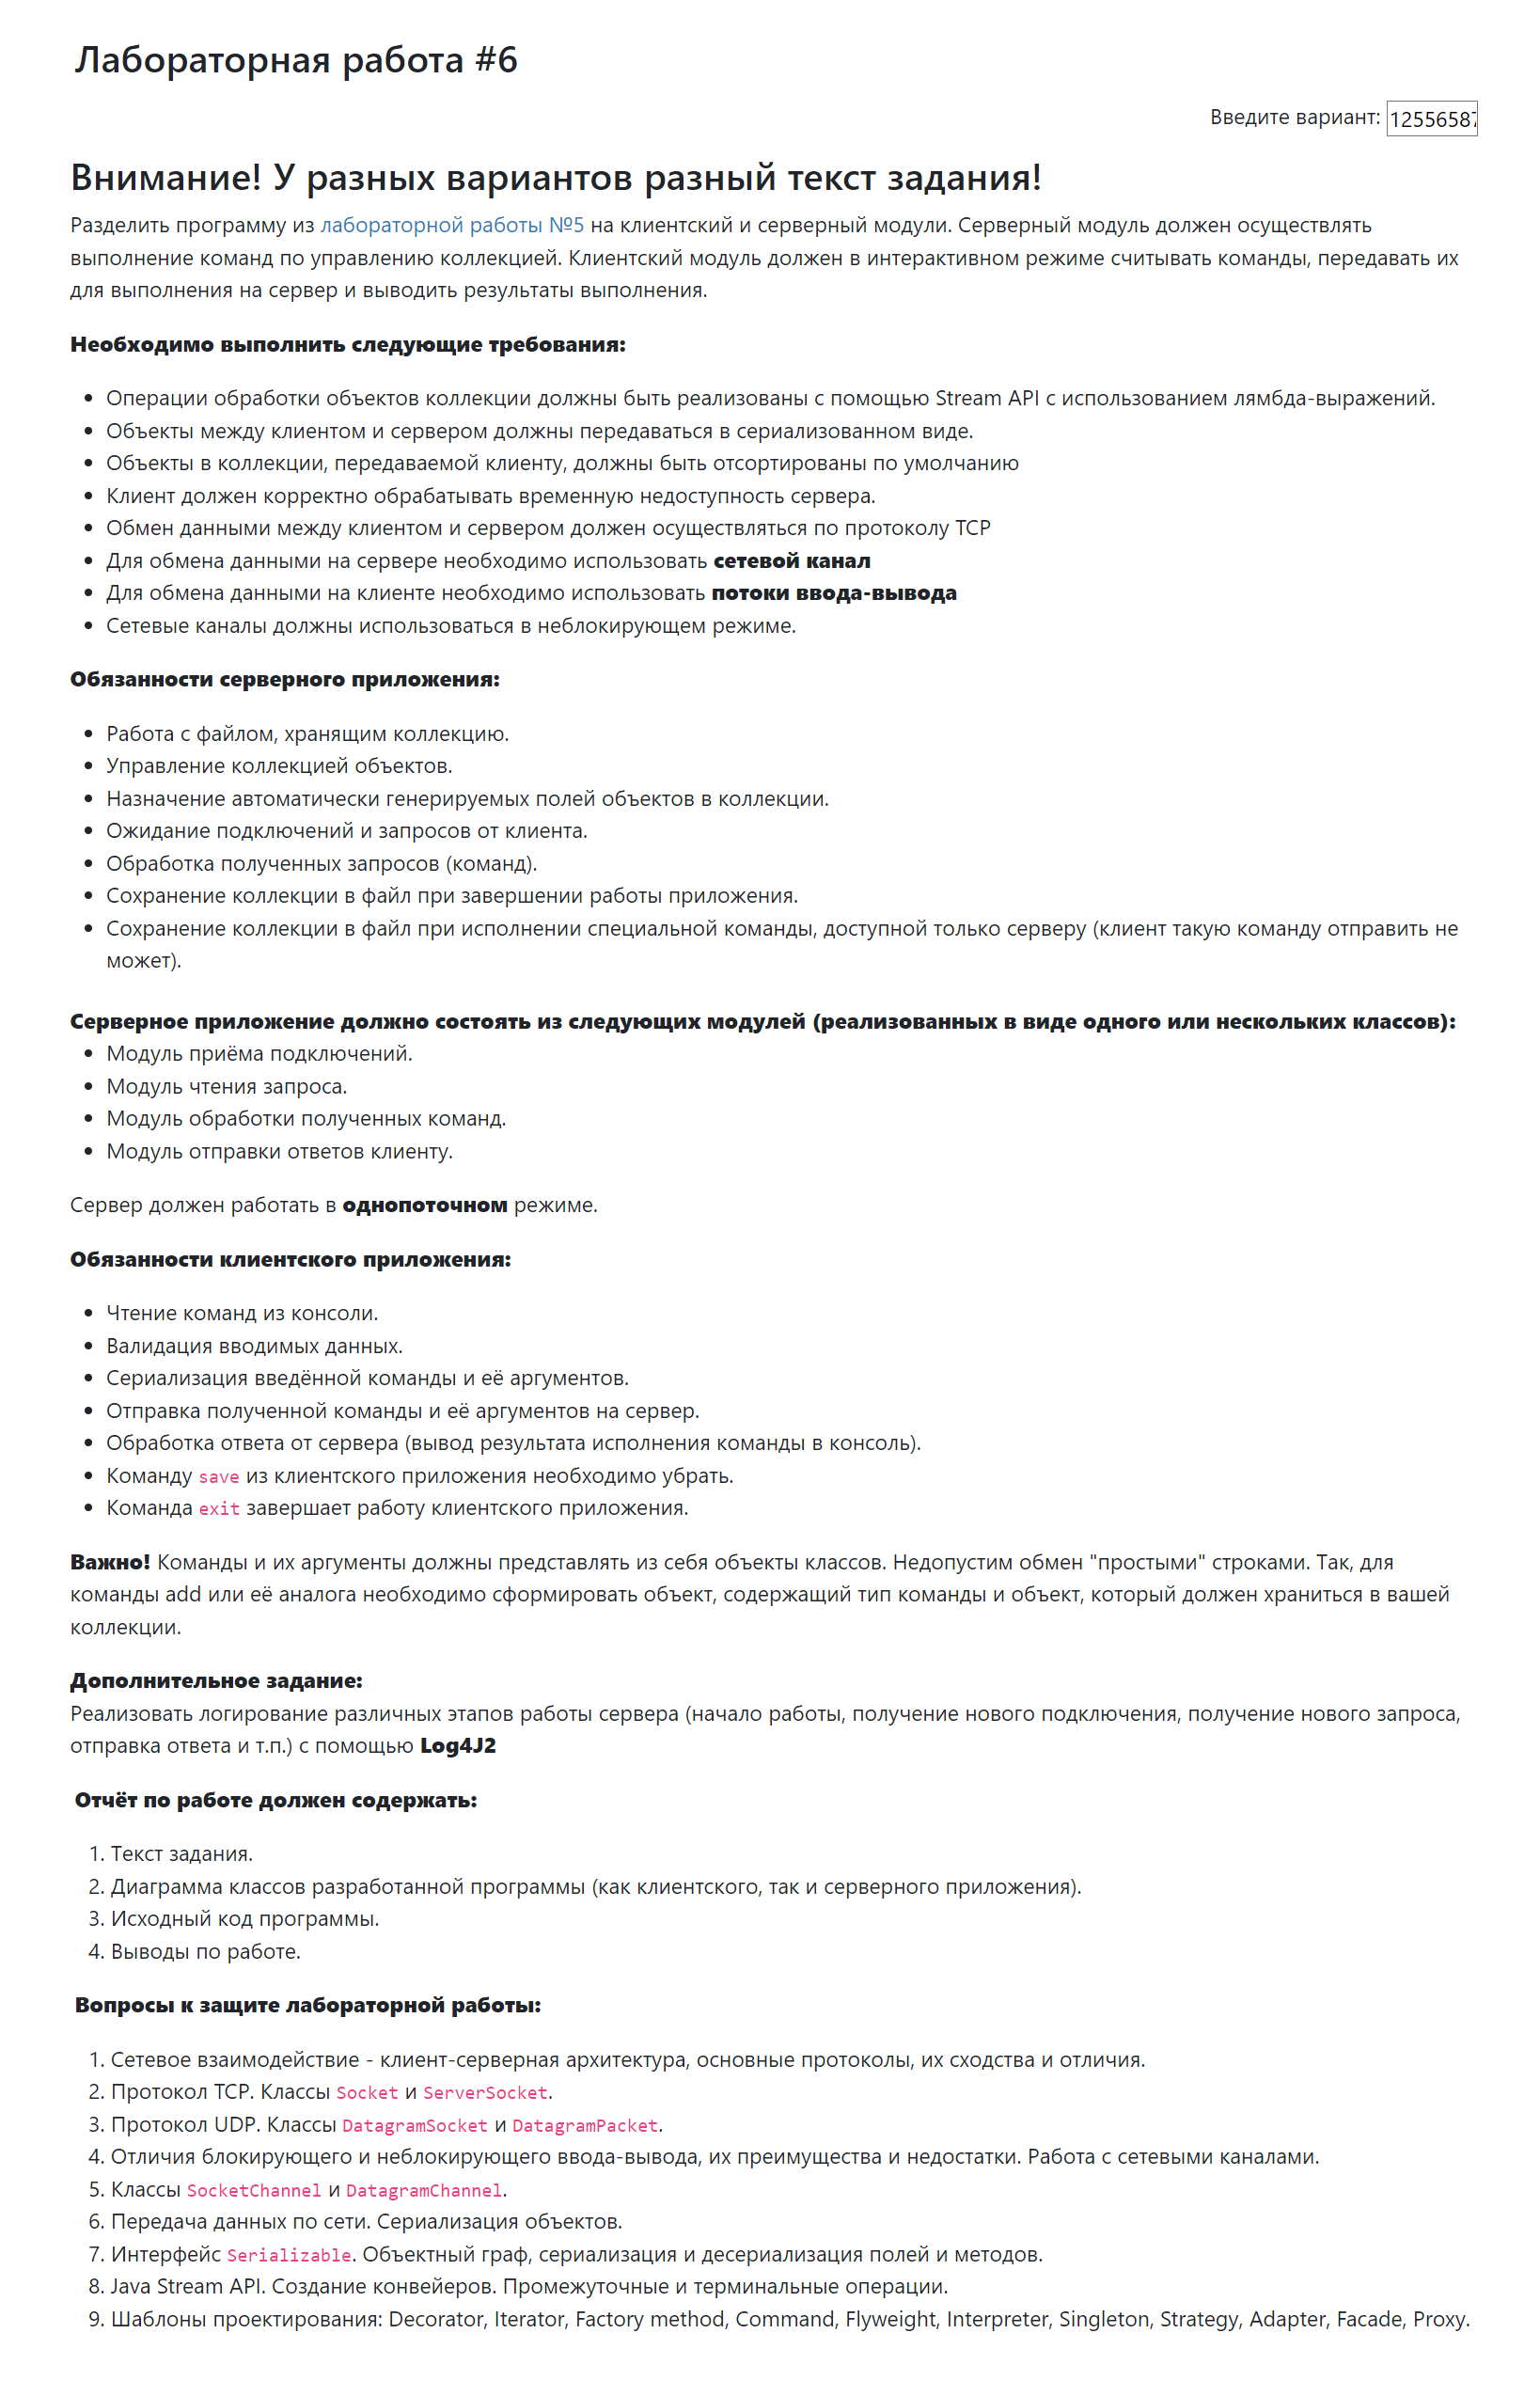 Лабораторная работа #6
Введите вариант: 12556587
Внимание! У разных вариантов разный текст задания!
Разделить программу из лабораторной работы №5 на клиентский и серверный модули. Серверный модуль должен осуществлять
выполнение команд по управлению коллекцией. Клиентский модуль должен в интерактивном режиме считывать команды, передавать их
для выполнения на сервер и выводить результаты выполнения.
Необходимо выполнить следующие требования:
• Операции обработки объектов коллекции должны быть реализованы с помощью Stream API с использованием лямбда-выражений.
• Объекты между клиентом и сервером должны передаваться в сериализованном виде.
• Объекты в коллекции, передаваемой клиенту, должны быть отсортированы по умолчанию
• Клиент должен корректно обрабатывать временную недоступность сервера.
• Обмен данными между клиентом и сервером должен осуществляться по протоколу TCP
• Для обмена данными на сервере необходимо использовать сетевой канал
• Для обмена данными на клиенте необходимо использовать потоки ввода-вывода
• Сетевые каналы должны использоваться в неблокирующем режиме.
Обязанности серверного приложения:
• Работа с файлом, хранящим коллекцию.
• Управление коллекцией объектов.
• Назначение автоматически генерируемых полей объектов в коллекции.
• Ожидание подключений и запросов от клиента.
• Обработка полученных запросов (команд).
• Сохранение коллекции в файл при завершении работы приложения.
• Сохранение коллекции в файл при исполнении специальной команды, доступной только серверу (клиент такую команду отправить не
может).
Серверное приложение должно состоять из следующих модулей (реализованных в виде одного или нескольких классов):
• Модуль приёма подключений.
• Модуль чтения запроса.
• Модуль обработки полученных команд.
• Модуль отправки ответов клиенту.
Сервер должен работать в однопоточном режиме.
Обязанности клиентского приложения:
• Чтение команд из консоли.
• Валидация вводимых данных.
• Сериализация введённой команды и её аргументов.
• Отправка полученной команды и её аргументов на сервер.
• Обработка ответа от сервера (вывод результата исполнения команды в консоль).
• Команду save из клиентского приложения необходимо убрать.
• Команда exit завершает работу клиентского приложения.
Важно! Команды и их аргументы должны представлять из себя объекты классов. Недопустим обмен "простыми" строками. Так, для
команды add или её аналога необходимо сформировать объект, содержащий тип команды и объект, который должен храниться в вашей
коллекции.
Дополнительное задание:
Реализовать логирование различных этапов работы сервера (начало работы, получение нового подключения, получение нового запроса,
отправка ответа и т.п.) с помощью Log4J2
Отчёт по работе должен содержать:
1. Текст задания.
2. Диаграмма классов разработанной программы (как клиентского, так и серверного приложения).
3. Исходный код программы.
4. Выводы по работе.
Вопросы к защите лабораторной работы:
1. Сетевое взаимодействие - клиент-серверная архитектура, основные протоколы, их сходства и отличия.
2. Протокол TCP. Классы Socket и ServerSocket.
3. Протокол UDP. Классы DatagramSocket и DatagramPacket.
4. Отличия блокирующего и неблокирующего ввода-вывода, их преимущества и недостатки. Работа с сетевыми каналами.
5. Классы SocketChannel и DatagramChannel.
6. Передача данных по сети. Сериализация объектов.
7. Интерфейс Serializable. Объектный граф, сериализация и десериализация полей и методов.
8. Java Stream API. Создание конвейеров. Промежуточные и терминальные операции.
9. Шаблоны проектирования: Decorator, Iterator, Factory method, Command, Flyweight, Interpreter, Singleton, Strategy, Adapter, Facade, Proxy.